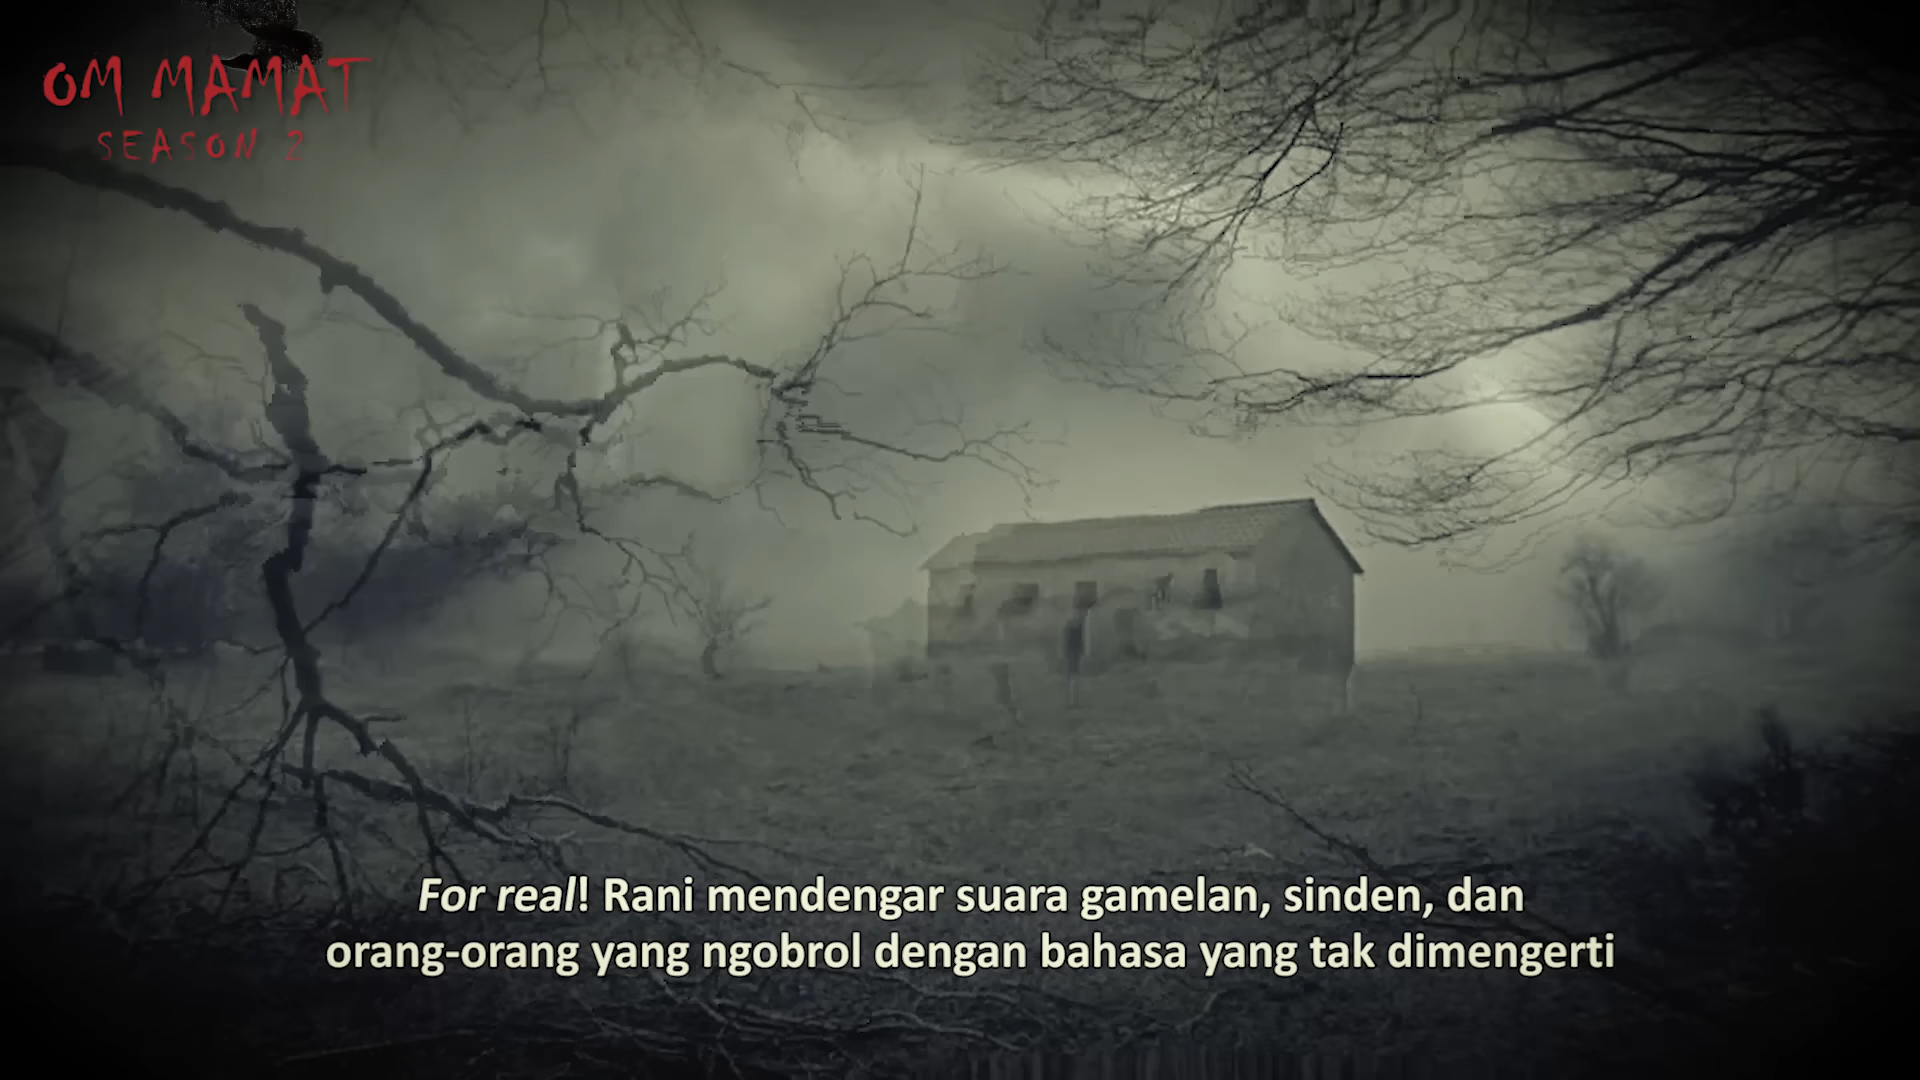 OM MAMAT
SEASON 2
For real! Rani mendengar suara gamelan, sinden, dan
orang-orang yang ngobrol dengan bahasa yang tak dimengerti